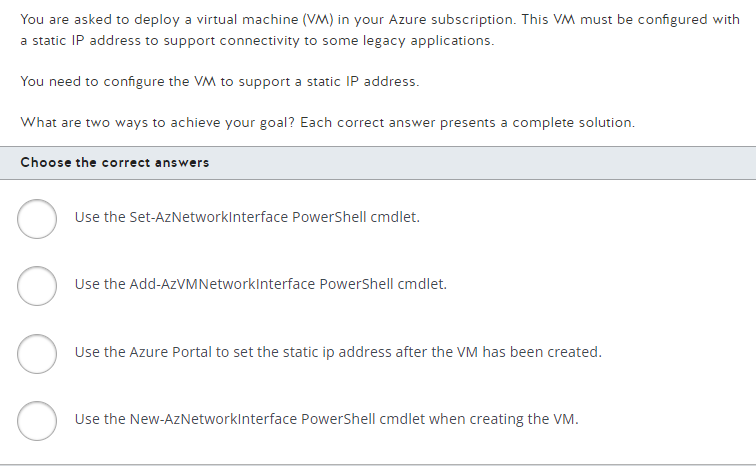 You are asked to deploy a virtual machine (VM) in your Azure subscription. This VM must be configured with
a static IP address to support connectivity to some legacy applications.
You need to configure the VM to support a static IP address.
What are two ways to achieve your goal? Each correct answer presents a complete solution.
Choose the correct answers
Use the Set-AzNetworkInterface PowerShell cmdlet.
Use the Add-AzVMNetworkInterface PowerShell cmdlet.
Use the Azure Portal to set the static ip address after the VM has been created.
Use the New-AzNetworkInterface PowerShell cmdlet when creating the VM.